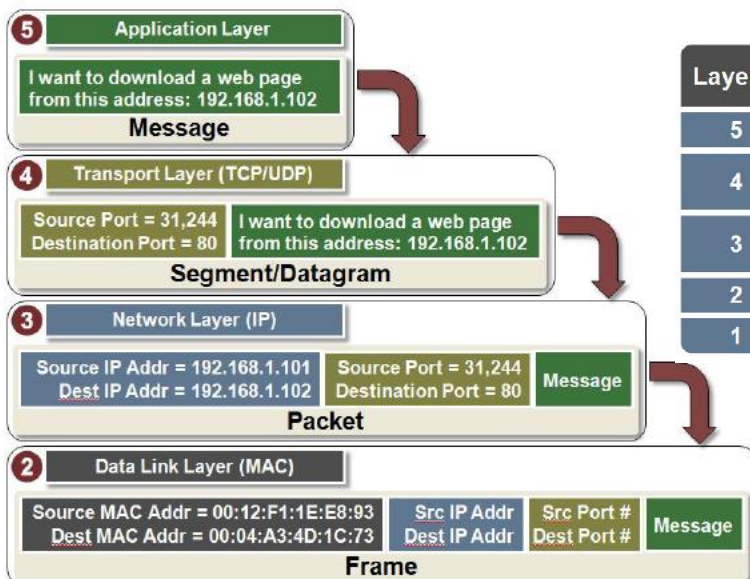 5 Application Layer
I want to download a web page
from this address: 192.168.1.102
Message
4 Transport Layer (TCP/UDP)
Source Port = 31,244
Destination Port = 80
I want to download a web page
from this address: 192.168.1.102
Segment/Datagram
3 Network Layer (IP)
Source IP Addr = 192.168.1.101
Dest IP Addr = 192.168.1.102
Source Port = 31,244
Destination Port = 80
Message
Packet
2 Data Link Layer (MAC)
Source MAC Addr = 00:12:F1:1E:E8:93
Dest MAC Addr = 00:04:A3:4D:1C:73
Src IP Addr
Dest IP Addr
Src Port #
Dest Port #
Message
Frame
Laye
5
4
3
2
1